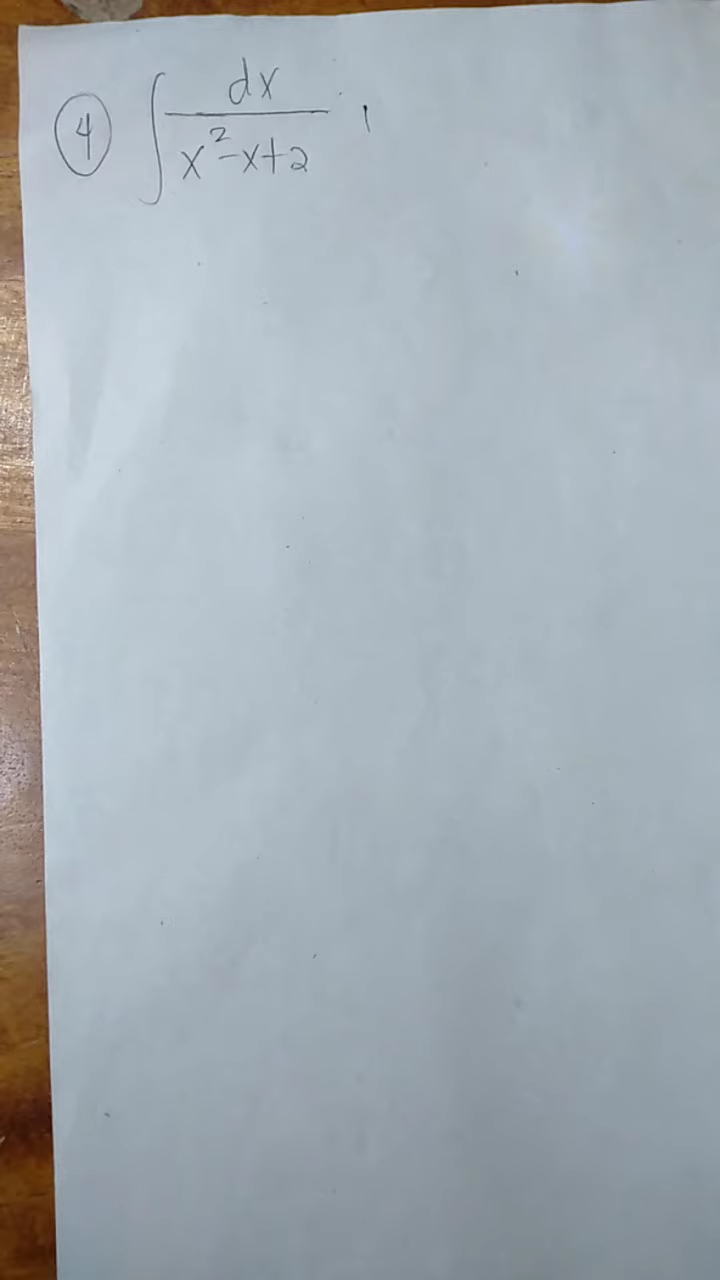 ④ ∫ dx / (x²-x+2) ,